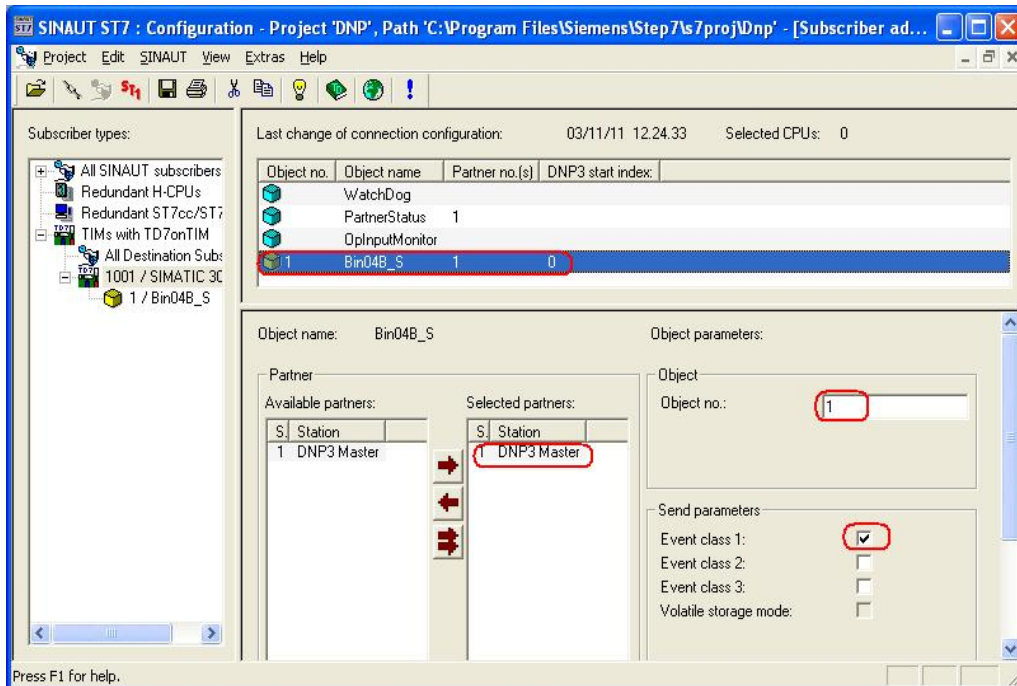 SINAUT ST7 : Configuration - Project 'DNP', Path 'C:\Program Files\Siemens\Step7\s7proj\Dnp' - [Subscriber ad...
Project Edit SINAUT View Extras Help
Subscriber types:
All SINAUT subscribers
Redundant H-CPUs
Redundant ST7cc/ST7
TIMs with TD7onTIM
All Destination Subs
1001 / SIMATIC 30
1 / Bin04B_S
Last change of connection configuration: 03/11/11 12.24.33 Selected CPUs: 0
Object no. Object name Partner no.(s) DNP3 start index:
WatchDog
PartnerStatus 1
OpInputMonitor
1 Bin04B_S 1 0
Object name: Bin04B_S
Partner
Available partners:
S. Station
1 DNP3 Master
Selected partners:
S. Station
1 DNP3 Master
Object parameters:
Object
Object no.: 1
Send parameters
Event class 1:
Event class 2:
Event class 3:
Volatile storage mode:
Press F1 for help.